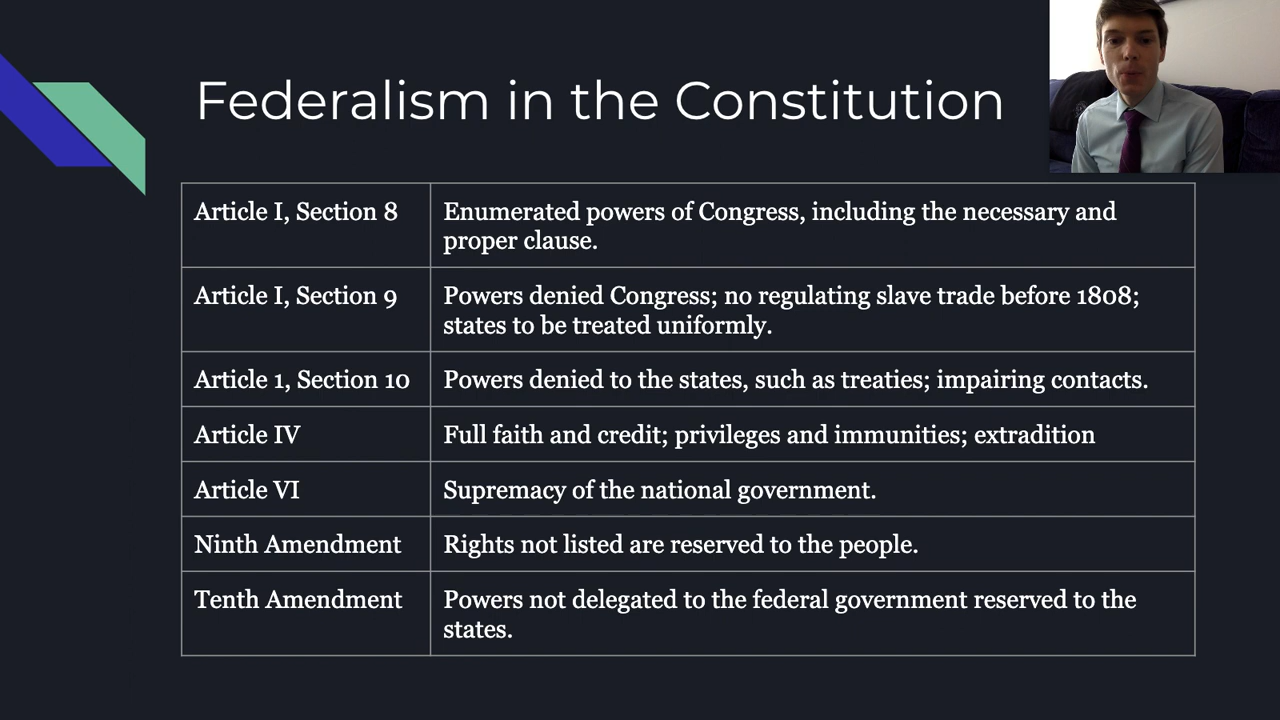 Federalism in the Constitution
Article I, Section 8
Enumerated powers of Congress, including the necessary and
proper clause.
Article I, Section 9
Powers denied Congress; no regulating slave trade before 1808;
states to be treated uniformly.
Article 1, Section 10
Powers denied to the states, such as treaties; impairing contacts.
Article IV
Full faith and credit; privileges and immunities; extradition
Article VI
Supremacy of the national government.
Ninth Amendment
Rights not listed are reserved to the people.
Tenth Amendment
Powers not delegated to the federal government reserved to the
states.